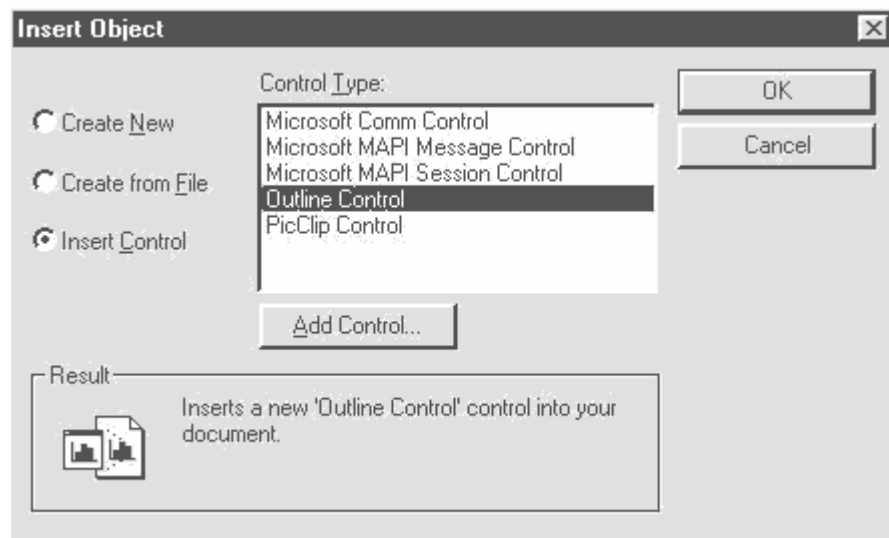 Insert Object
Create New
Create from File
Insert Control
Control Type:
Microsoft Comm Control
Microsoft MAPI Message Control
Microsoft MAPI Session Control
Outline Control
PicClip Control
Add Control...
OK
Cancel
Result
Inserts a new 'Outline Control' control into your
document.